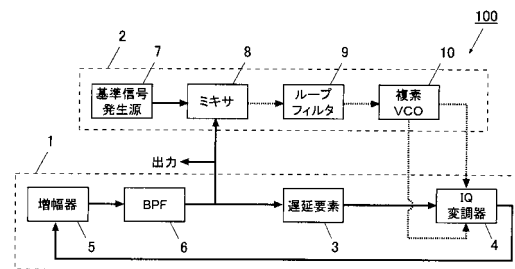 100
2
7
8
9
10
基準信号
発生源
ミキサ
ループ
フィルタ
複素
VCO
出力
1
増幅器
BPF
遅延要素
IQ
変調器
5
6
3
4